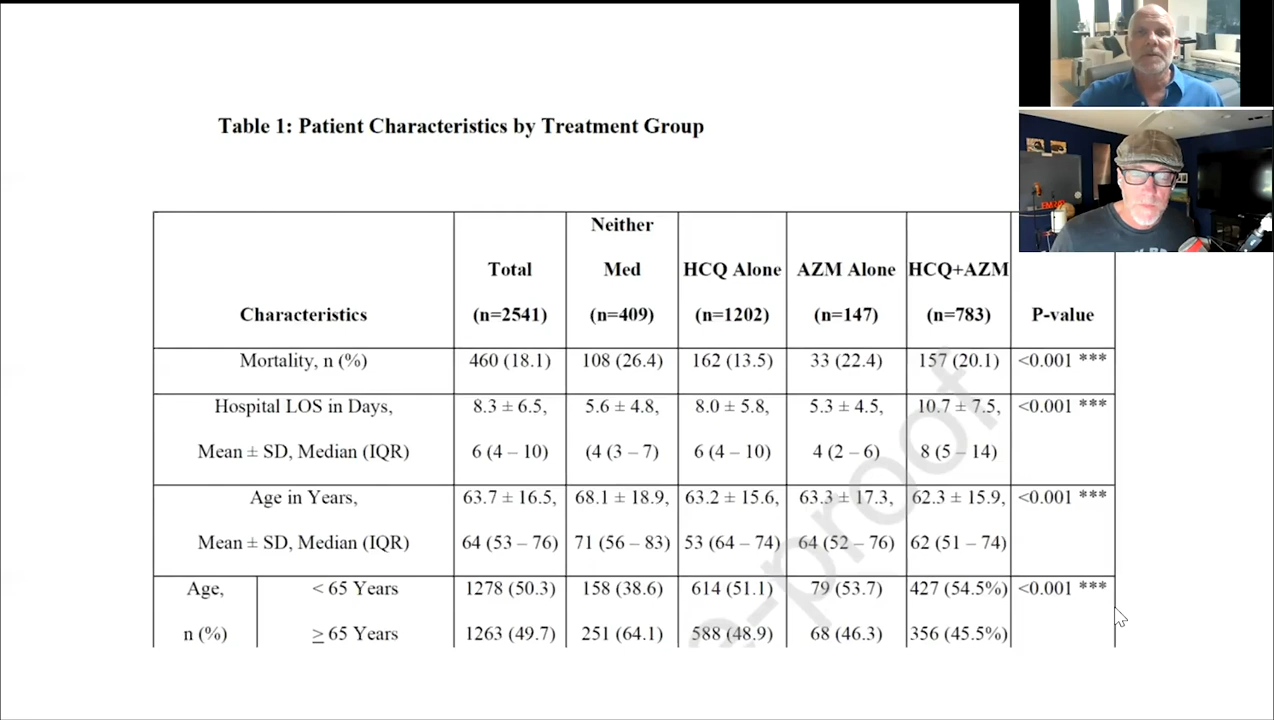 Table 1: Patient Characteristics by Treatment Group
Characteristics Total (n=2541) Neither Med (n=409) HCQ Alone (n=1202) AZM Alone (n=147) HCQ+AZM (n=783) P-value
Mortality, n (%) 460 (18.1) 108 (26.4) 162 (13.5) 33 (22.4) 157 (20.1) <0.001 ***
Hospital LOS in Days, 8.3 ± 6.5, 5.6 ± 4.8, 8.0 ± 5.8, 5.3 ± 4.5, 10.7 ± 7.5, <0.001 ***
Mean ± SD, Median (IQR) 6 (4 – 10) (4 (3 – 7) 6 (4 – 10) 4 (2 – 6) 8 (5 – 14)
Age in Years, 63.7 ± 16.5, 68.1 ± 18.9, 63.2 ± 15.6, 63.3 ± 17.3, 62.3 ± 15.9, <0.001 ***
Mean ± SD, Median (IQR) 64 (53 – 76) 71 (56 – 83) 53 (64 – 74) 64 (52 – 76) 62 (51 – 74)
Age, < 65 Years 1278 (50.3) 158 (38.6) 614 (51.1) 79 (53.7) 427 (54.5%) <0.001 ***
n (%) ≥ 65 Years 1263 (49.7) 251 (64.1) 588 (48.9) 68 (46.3) 356 (45.5%)
e-proof